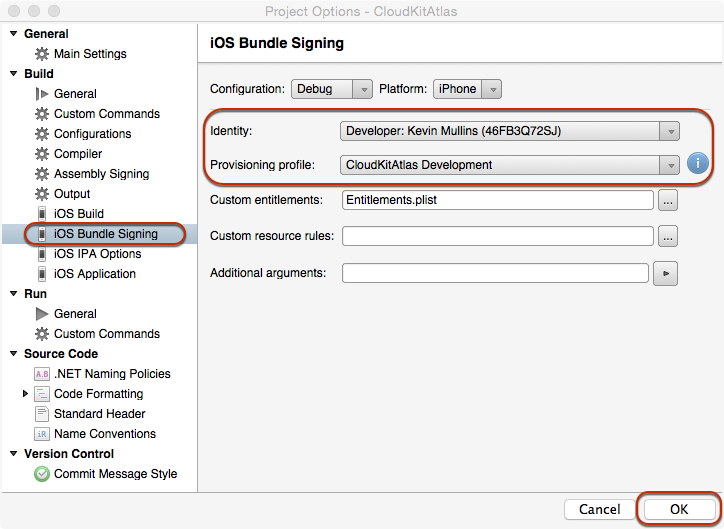 Project Options - CloudKitAtlas
General
Main Settings
Build
General
Custom Commands
Configurations
Compiler
Assembly Signing
Output
iOS Build
iOS Bundle Signing
iOS IPA Options
iOS Application
Run
General
Custom Commands
Source Code
A.B .NET Naming Policies
Code Formatting
Standard Header
iR Name Conventions
Version Control
Commit Message Style
iOS Bundle Signing
Configuration: Debug Platform: iPhone
Identity: Developer: Kevin Mullins (46FB3Q72SJ)
Provisioning profile: CloudKitAtlas Development i
Custom entitlements: Entitlements.plist ...
Custom resource rules: ...
Additional arguments:
Cancel OK